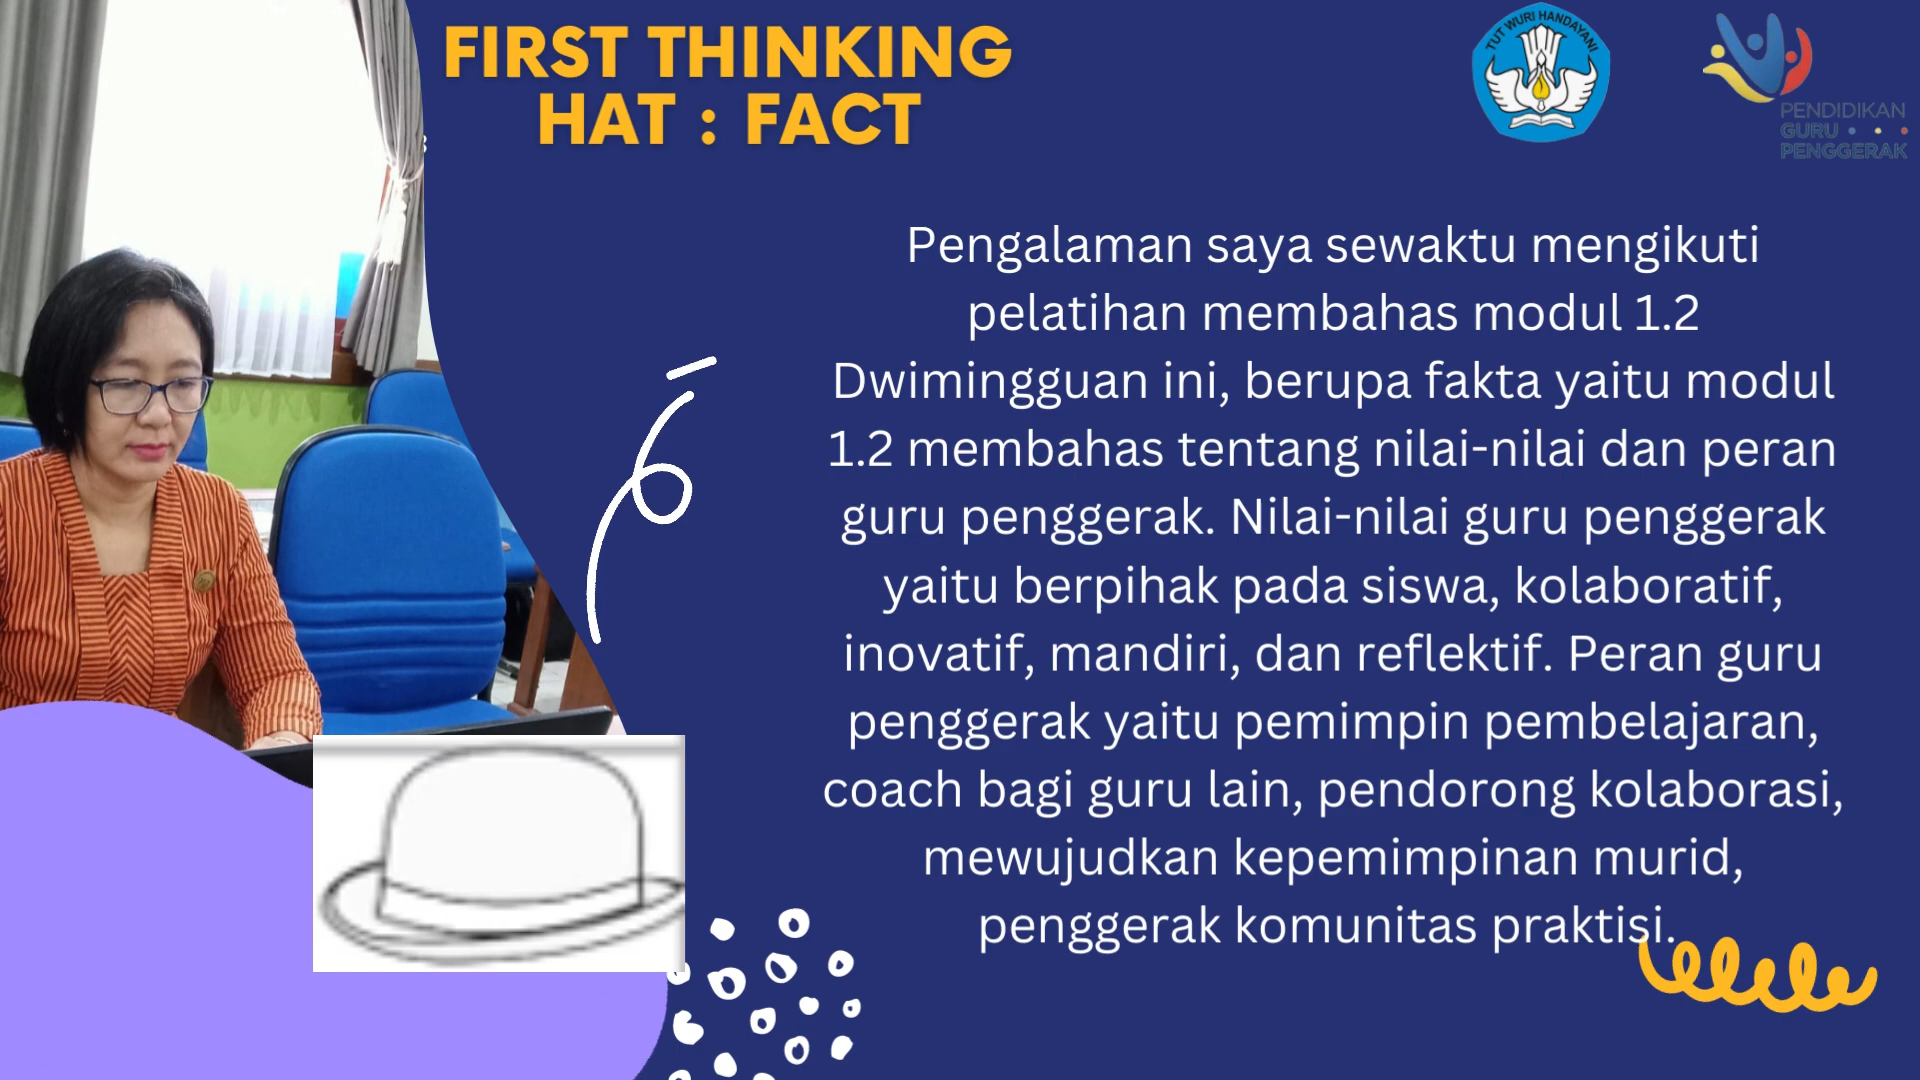 FIRST THINKING
HAT : FACT
TUT WURI HANDAYANI
PENDIDIKAN
GURU
PENGGERAK
Pengalaman saya sewaktu mengikuti
pelatihan membahas modul 1.2
Dwimingguan ini, berupa fakta yaitu modul
1.2 membahas tentang nilai-nilai dan peran
guru penggerak. Nilai-nilai guru penggerak
yaitu berpihak pada siswa, kolaboratif,
inovatif, mandiri, dan reflektif. Peran guru
penggerak yaitu pemimpin pembelajaran,
coach bagi guru lain, pendorong kolaborasi,
mewujudkan kepemimpinan murid,
penggerak komunitas praktisi.